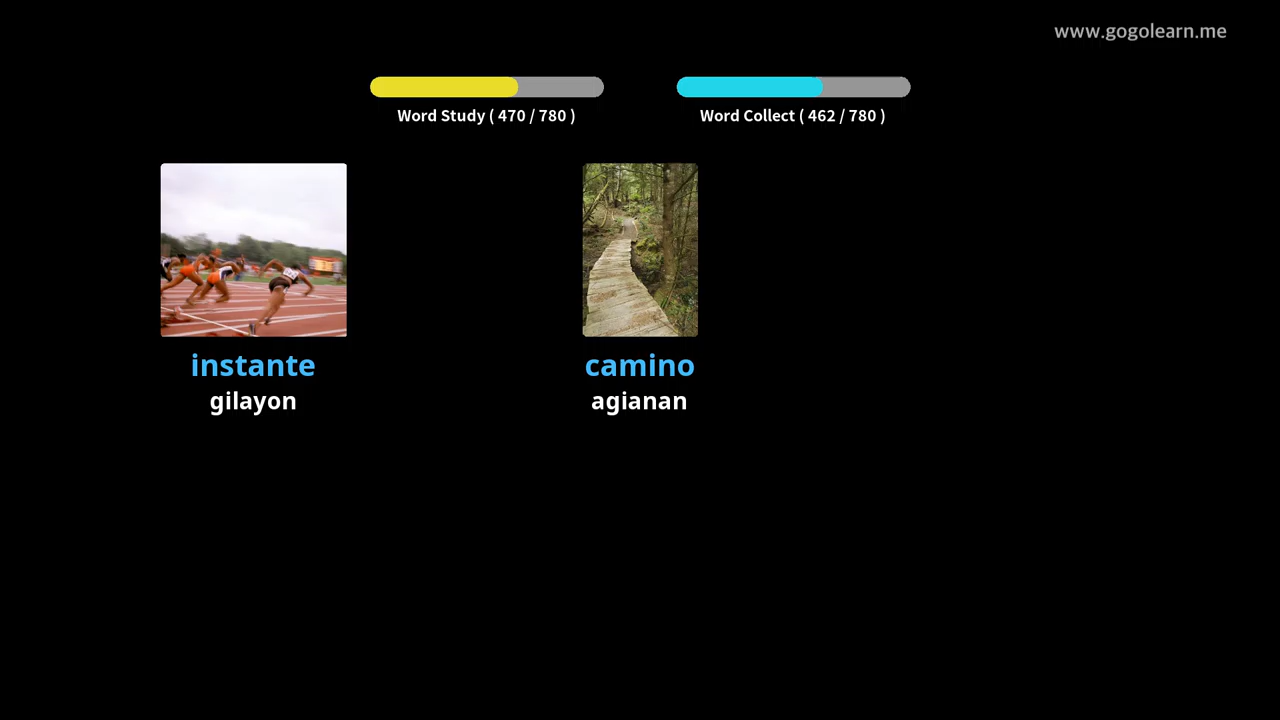 www.gogolearn.me
Word Study ( 470 / 780 )
Word Collect ( 462 / 780 )
instante
gilayon
camino
agianan